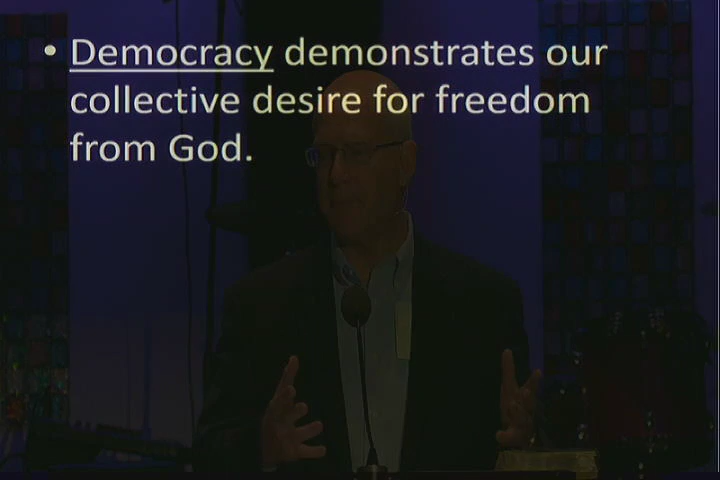 • Democracy demonstrates our
collective desire for freedom
from God.